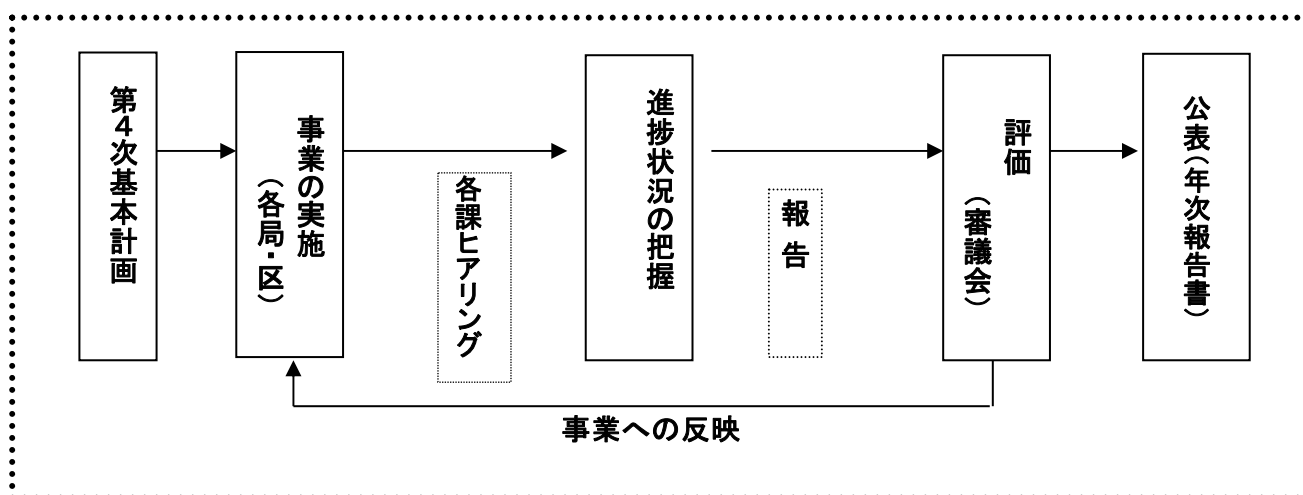 第４次基本計画
事業の実施
（各局・区）
各課ヒアリング
進捗状況の把握
報告
評価
（審議会）
公表（年次報告書）
事業への反映